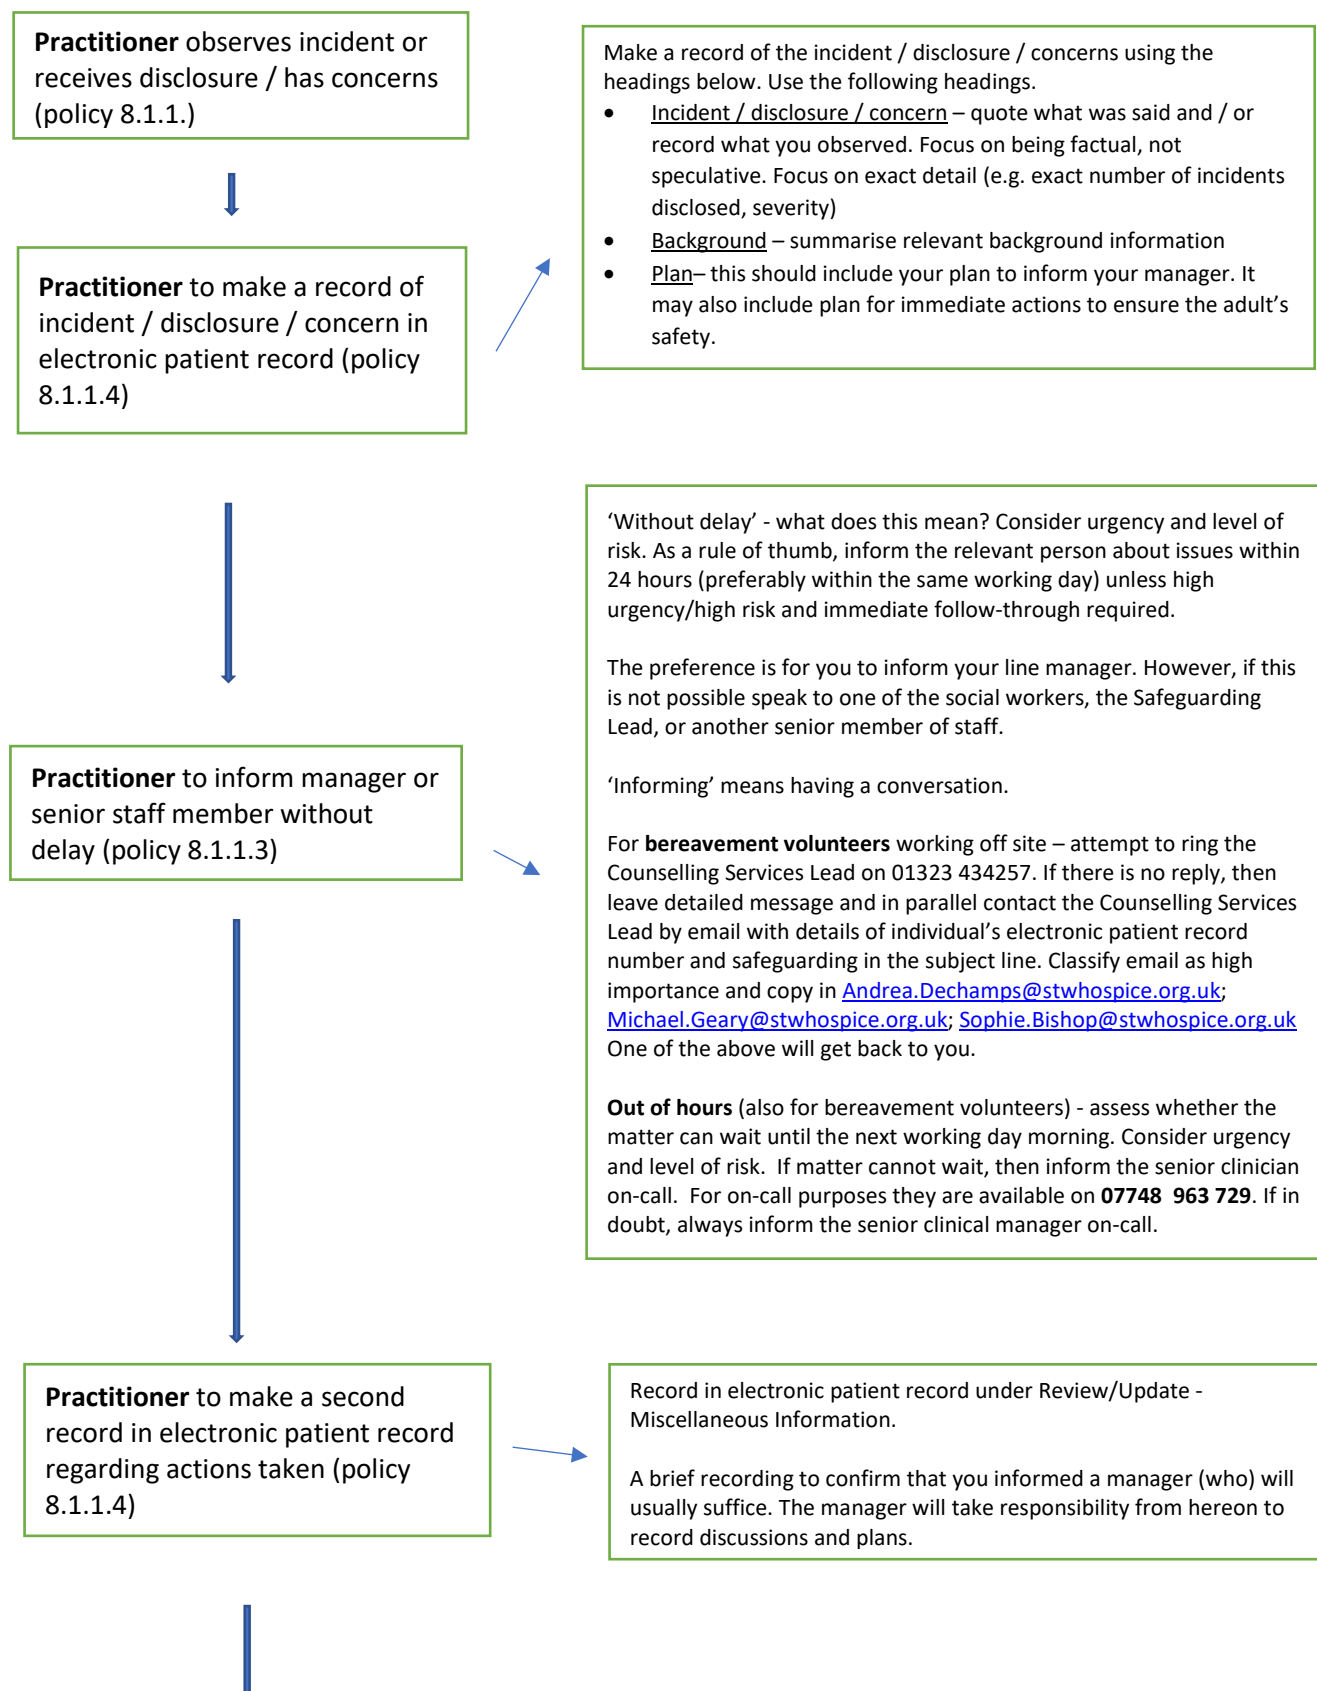 Practitioner observes incident or
receives disclosure / has concerns
(policy 8.1.1.)
Make a record of the incident / disclosure / concerns using the
headings below. Use the following headings.
• Incident / disclosure / concern – quote what was said and / or
record what you observed. Focus on being factual, not
speculative. Focus on exact detail (e.g. exact number of incidents
disclosed, severity)
• Background – summarise relevant background information
• Plan– this should include your plan to inform your manager. It
may also include plan for immediate actions to ensure the adult’s
safety.
Practitioner to make a record of
incident / disclosure / concern in
electronic patient record (policy
8.1.1.4)
‘Without delay’ - what does this mean? Consider urgency and level of
risk. As a rule of thumb, inform the relevant person about issues within
24 hours (preferably within the same working day) unless high
urgency/high risk and immediate follow-through required.
The preference is for you to inform your line manager. However, if this
is not possible speak to one of the social workers, the Safeguarding
Lead, or another senior member of staff.
‘Informing’ means having a conversation.
For bereavement volunteers working off site – attempt to ring the
Counselling Services Lead on 01323 434257. If there is no reply, then
leave detailed message and in parallel contact the Counselling Services
Lead by email with details of individual’s electronic patient record
number and safeguarding in the subject line. Classify email as high
importance and copy in Andrea.Dechamps@stwhospice.org.uk;
Michael.Geary@stwhospice.org.uk; Sophie.Bishop@stwhospice.org.uk
One of the above will get back to you.
Out of hours (also for bereavement volunteers) - assess whether the
matter can wait until the next working day morning. Consider urgency
and level of risk.  If matter cannot wait, then inform the senior clinician
on-call.  For on-call purposes they are available on 07748  963 729. If in
doubt, always inform the senior clinical manager on-call.
Practitioner to inform manager or
senior staff member without
delay (policy 8.1.1.3)
Practitioner to make a second
record in electronic patient record
regarding actions taken (policy
8.1.1.4)
Record in electronic patient record under Review/Update -
Miscellaneous Information.
A brief recording to confirm that you informed a manager (who) will
usually suffice. The manager will take responsibility from hereon to
record discussions and plans.